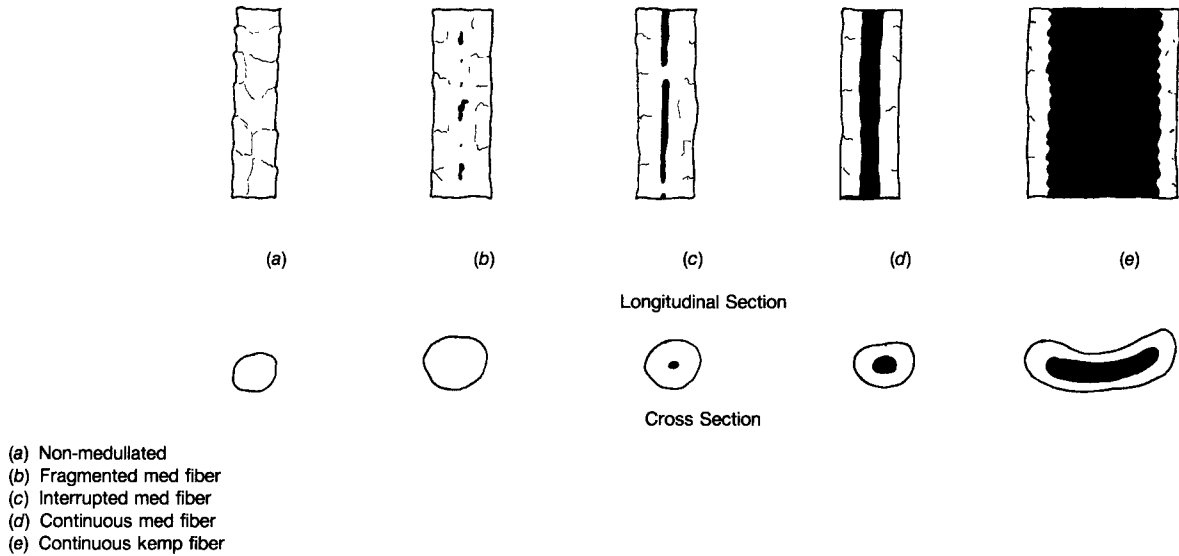 (a) (b) (c) (d) (e)
Longitudinal Section
Cross Section
(a) Non-medullated
(b) Fragmented med fiber
(c) Interrupted med fiber
(d) Continuous med fiber
(e) Continuous kemp fiber